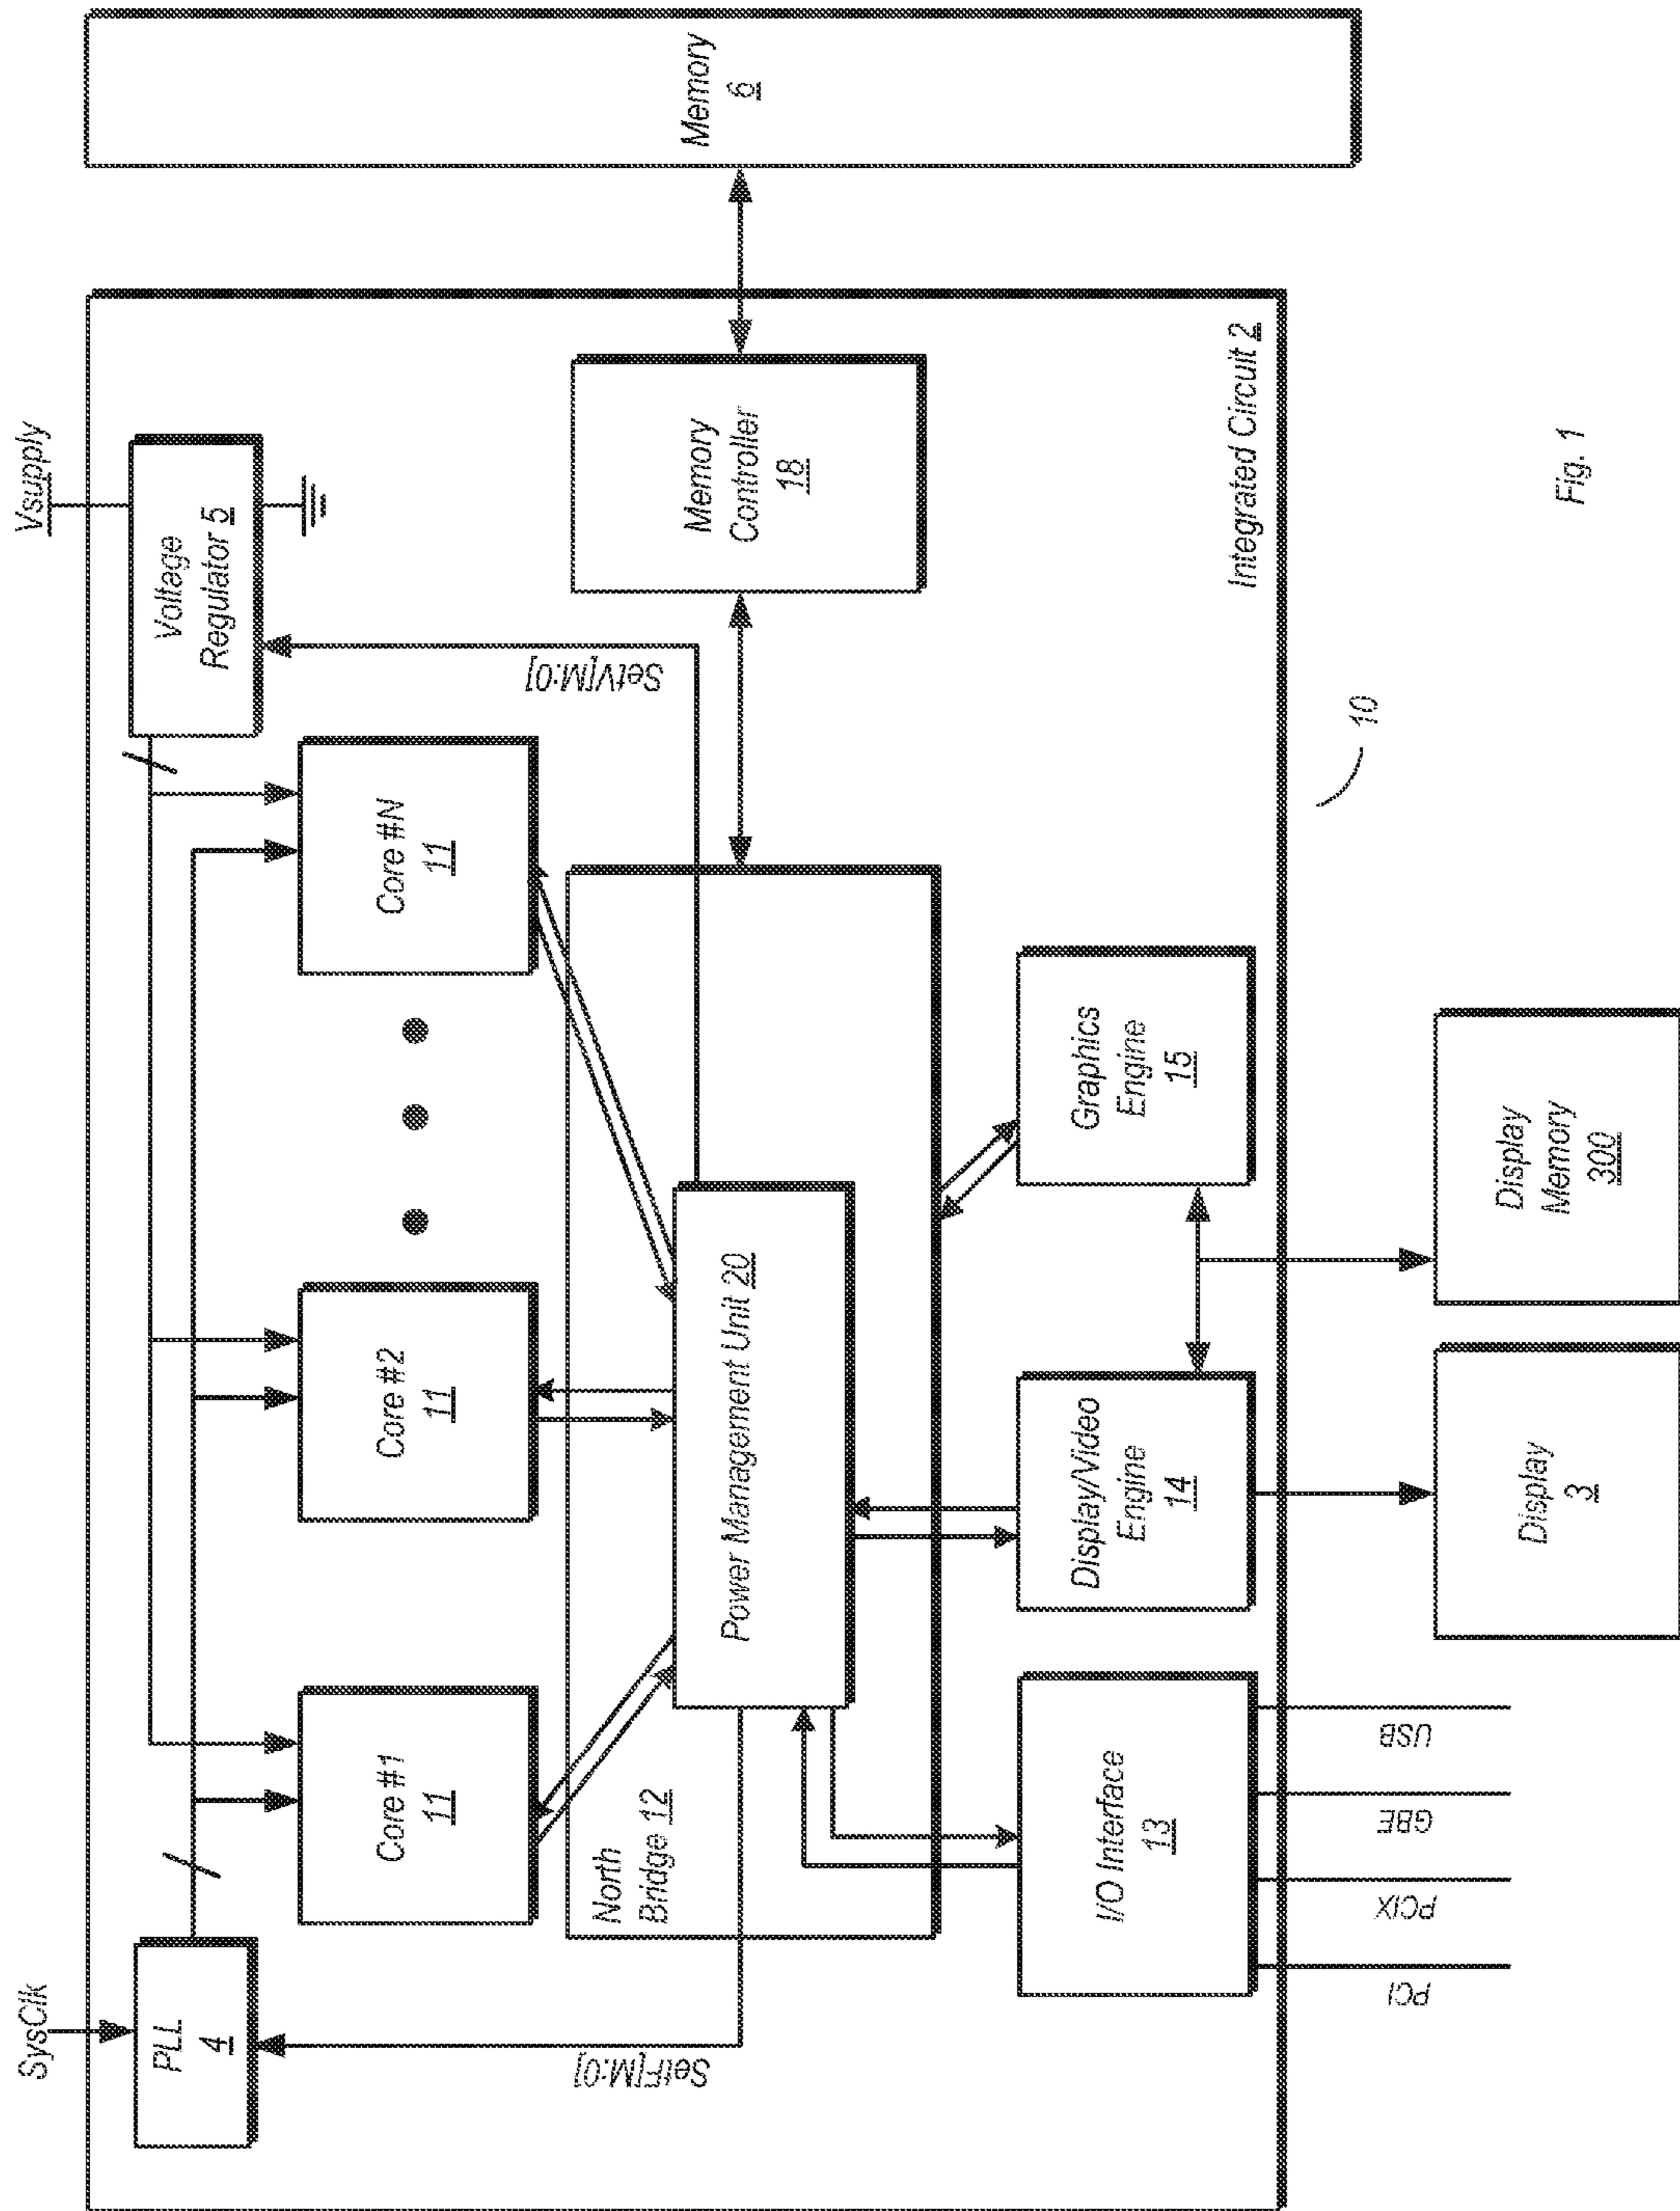 SysClk
Vsupply
PLL
4
Voltage
Regulator 5
Core #1
11
Core #2
11
Core #N
11
SetF[M:0]
SetV[M:0]
North
Bridge 12
Power Management Unit 20
Memory
Controller
18
Memory
6
I/O Interface
13
Display/Video
Engine
14
Graphics
Engine
15
Integrated Circuit 2
PCI
PCIX
GBE
USB
Display
3
Display
Memory
300
10
Fig. 1